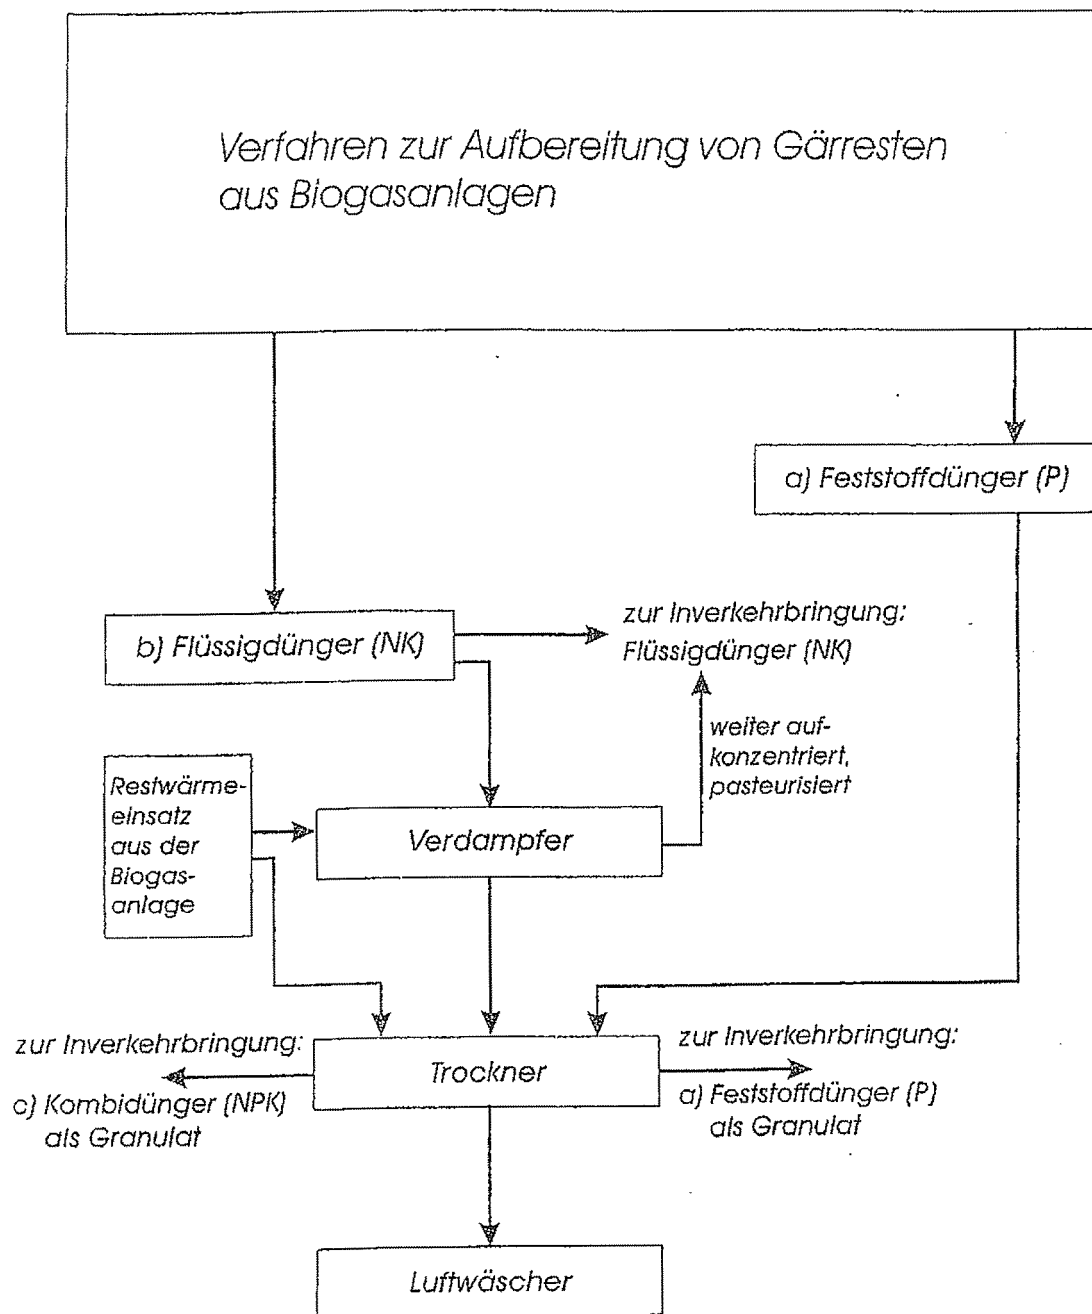 Verfahren zur Aufbereitung von Gärresten
aus Biogasanlagen
a) Feststoffdünger (P)
b) Flüssigdünger (NK)
zur Inverkehrbringung:
Flüssigdünger (NK)
weiter auf-
konzentriert,
pasteurisiert
Restwärme-
einsatz
aus der
Biogas-
anlage
Verdampfer
zur Inverkehrbringung:
c) Kombidünger (NPK)
als Granulat
Trockner
zur Inverkehrbringung:
a) Feststoffdünger (P)
als Granulat
Luftwäscher